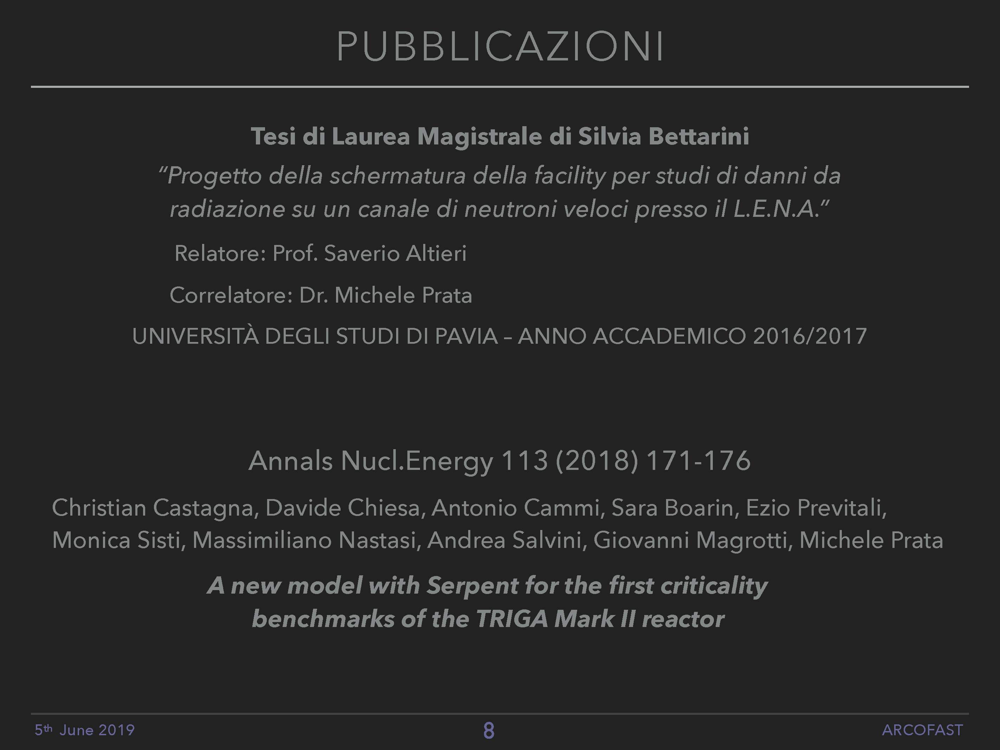 PUBBLICAZIONI
Tesi di Laurea Magistrale di Silvia Bettarini
“Progetto della schermatura della facility per studi di danni da
radiazione su un canale di neutroni veloci presso il L.E.N.A.”
Relatore: Prof. Saverio Altieri
Correlatore: Dr. Michele Prata
UNIVERSITÀ DEGLI STUDI DI PAVIA – ANNO ACCADEMICO 2016/2017
Annals Nucl.Energy 113 (2018) 171-176
Christian Castagna, Davide Chiesa, Antonio Cammi, Sara Boarin, Ezio Previtali,
Monica Sisti, Massimiliano Nastasi, Andrea Salvini, Giovanni Magrotti, Michele Prata
A new model with Serpent for the first criticality
benchmarks of the TRIGA Mark II reactor
5th June 2019
8
ARCOFAST